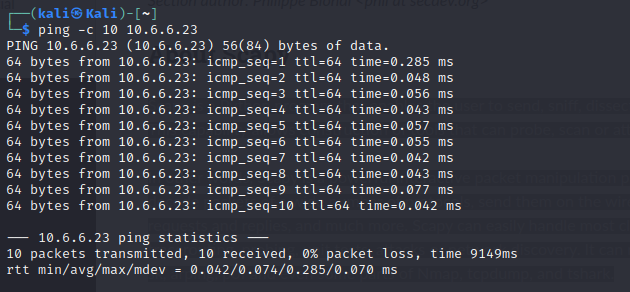 ┌──(kali㉿Kali)-[~]
└─$ ping -c 10 10.6.6.23
PING 10.6.6.23 (10.6.6.23) 56(84) bytes of data.
64 bytes from 10.6.6.23: icmp_seq=1 ttl=64 time=0.285 ms
64 bytes from 10.6.6.23: icmp_seq=2 ttl=64 time=0.048 ms
64 bytes from 10.6.6.23: icmp_seq=3 ttl=64 time=0.056 ms
64 bytes from 10.6.6.23: icmp_seq=4 ttl=64 time=0.043 ms
64 bytes from 10.6.6.23: icmp_seq=5 ttl=64 time=0.057 ms
64 bytes from 10.6.6.23: icmp_seq=6 ttl=64 time=0.055 ms
64 bytes from 10.6.6.23: icmp_seq=7 ttl=64 time=0.042 ms
64 bytes from 10.6.6.23: icmp_seq=8 ttl=64 time=0.043 ms
64 bytes from 10.6.6.23: icmp_seq=9 ttl=64 time=0.077 ms
64 bytes from 10.6.6.23: icmp_seq=10 ttl=64 time=0.042 ms
--- 10.6.6.23 ping statistics ---
10 packets transmitted, 10 received, 0% packet loss, time 9149ms
rtt min/avg/max/mdev = 0.042/0.074/0.285/0.070 ms